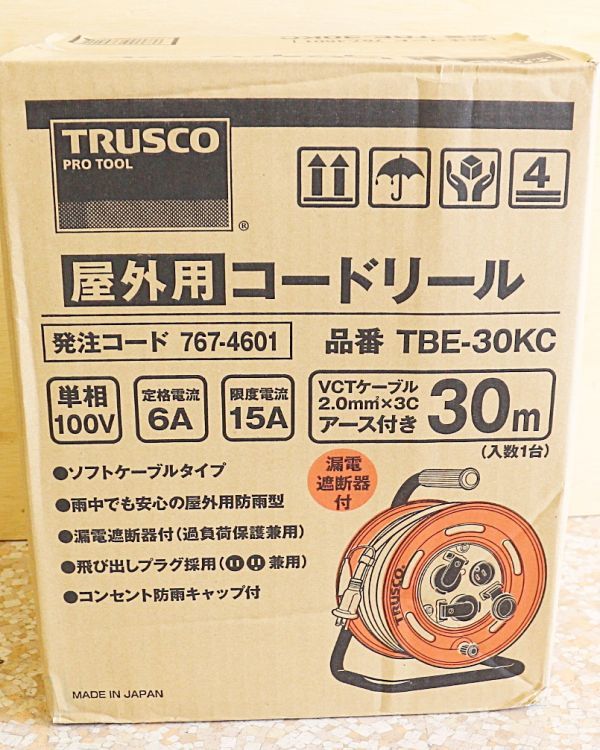 TRUSCO
PRO TOOL
®
4
屋外用コードリール
発注コード 767-4601
品番 TBE-30KC
単相
100V
定格電流
6A
限度電流
15A
VCTケーブル
2.0m㎡×3C
アース付き
30m
(入数1台)
●ソフトケーブルタイプ
●雨中でも安心の屋外用防雨型
●漏電遮断器付(過負荷保護兼用)
●飛び出しプラグ採用(兼用)
●コンセント防雨キャップ付
漏電
遮断器
付
TRUSCO
MADE IN JAPAN